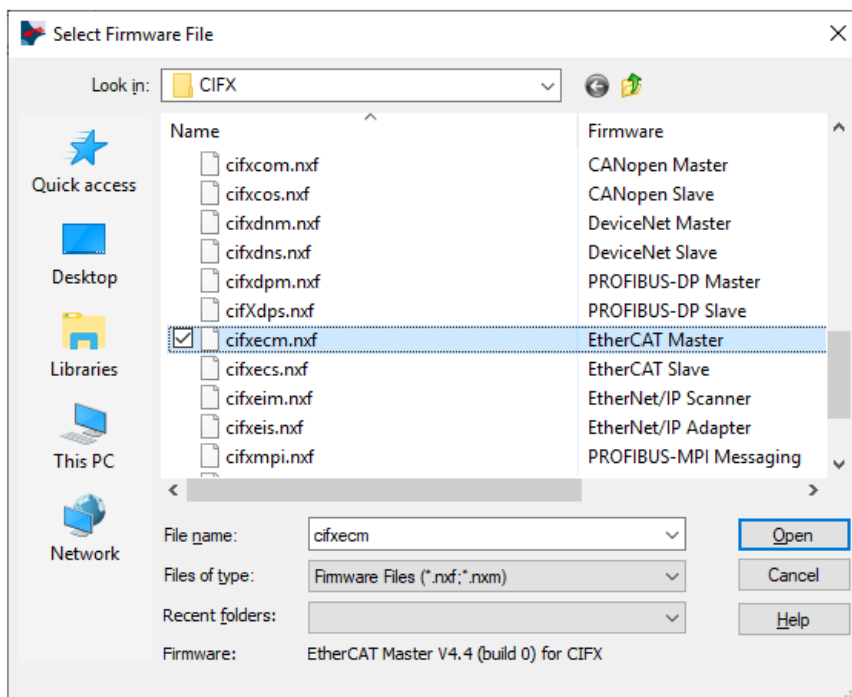 Select Firmware File
Look in: CIFX
Name Firmware
cifxcom.nxf CANopen Master
cifxcos.nxf CANopen Slave
cifxdnm.nxf DeviceNet Master
cifxdns.nxf DeviceNet Slave
cifxdpm.nxf PROFIBUS-DP Master
cifXdps.nxf PROFIBUS-DP Slave
cifxecm.nxf EtherCAT Master
cifxecs.nxf EtherCAT Slave
cifxeim.nxf EtherNet/IP Scanner
cifxeis.nxf EtherNet/IP Adapter
cifxmpi.nxf PROFIBUS-MPI Messaging
Quick access
Desktop
Libraries
This PC
Network
File name: cifxecm Open
Files of type: Firmware Files (*.nxf;*.nxm) Cancel
Recent folders: Help
Firmware: EtherCAT Master V4.4 (build 0) for CIFX